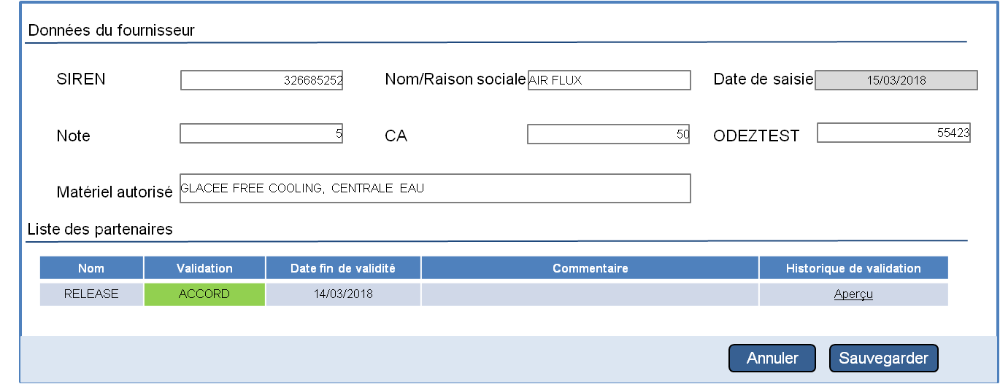 Données du fournisseur
SIREN 326685252 Nom/Raison sociale AIR FLUX Date de saisie 15/03/2018
Note 5 CA 50 ODEZTEST 55423
Matériel autorisé GLACEE FREE COOLING, CENTRALE EAU
Liste des partenaires
Nom Validation Date fin de validité Commentaire Historique de validation
RELEASE ACCORD 14/03/2018 Aperçu
Annuler Sauvegarder